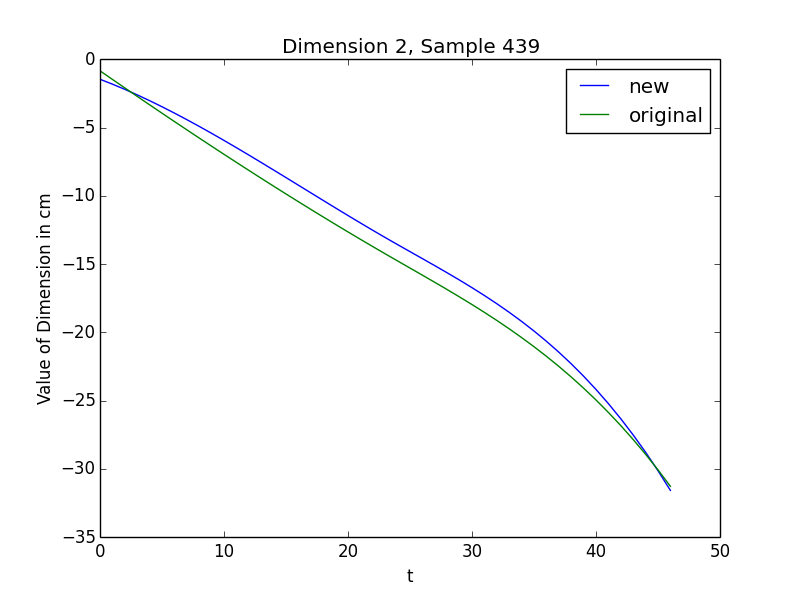 Dimension 2, Sample 439
new
original
0
−5
−10
−15
−20
−25
−30
−35
Value of Dimension in cm
0 10 20 30 40 50
t